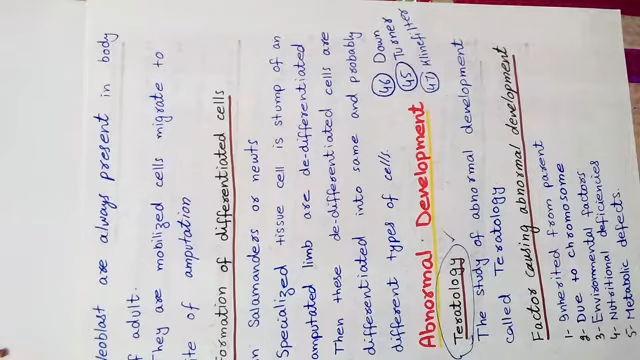 Neoblast are always present in body
of adult.
They are mobilized cells migrate to
site of amputation
Formation of differentiated cells
In Salamanders or newts
Specialized tissue cell is stump of an
amputated limb are de-differentiated
Then these de-differentiated cells are
differentiated into same and probably
different types of cells.
46 Down
45 Turner
47 Klinefilter
Abnormal Development
Teratology
The study of abnormal development
called Teratology
Factor causing abnormal development
1- Inherited from parent
2- Due to chromosome
3- Environmental factors
4- Nutritional deficiencies
5- Metabolic defects.